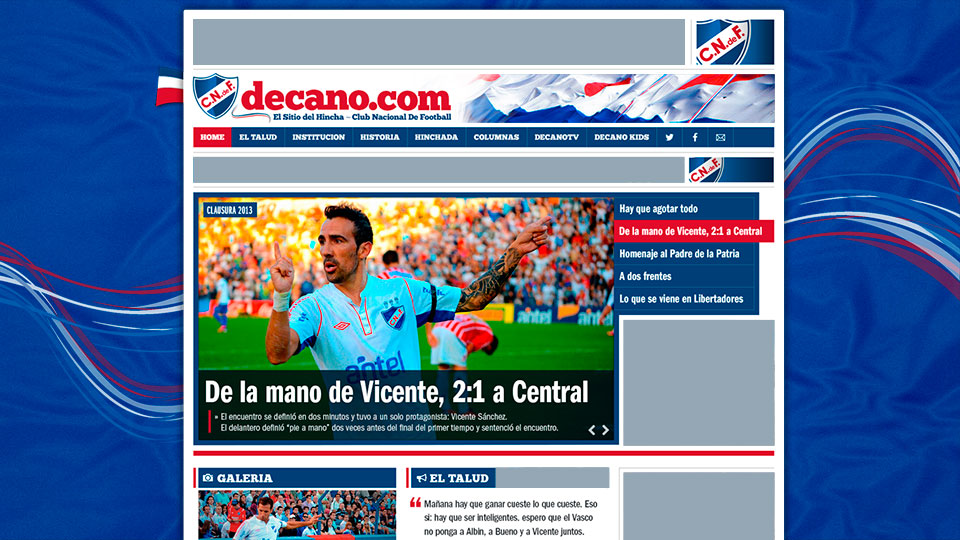 C.N.deF.
C.N.deF.
decano.com
El Sitio del Hincha – Club Nacional De Football
HOME EL TALUD INSTITUCION HISTORIA HINCHADA COLUMNAS DECANOTV DECANO KIDS
C.N.deF.
CLAUSURA 2013
Hay que agotar todo
De la mano de Vicente, 2:1 a Central
Homenaje al Padre de la Patria
A dos frentes
Lo que se viene en Libertadores
antel
antel
De la mano de Vicente, 2:1 a Central
» El encuentro se definió en dos minutos y tuvo a un solo protagonista: Vicente Sánchez.
El delantero definió “pie a mano” dos veces antes del final del primer tiempo y sentenció el encuentro.
GALERIA
EL TALUD
“ Mañana hay que ganar cueste lo que cueste. Eso
si: hay que ser inteligentes. espero que el Vasco
no ponga a Albin, a Bueno y a Vicente juntos.